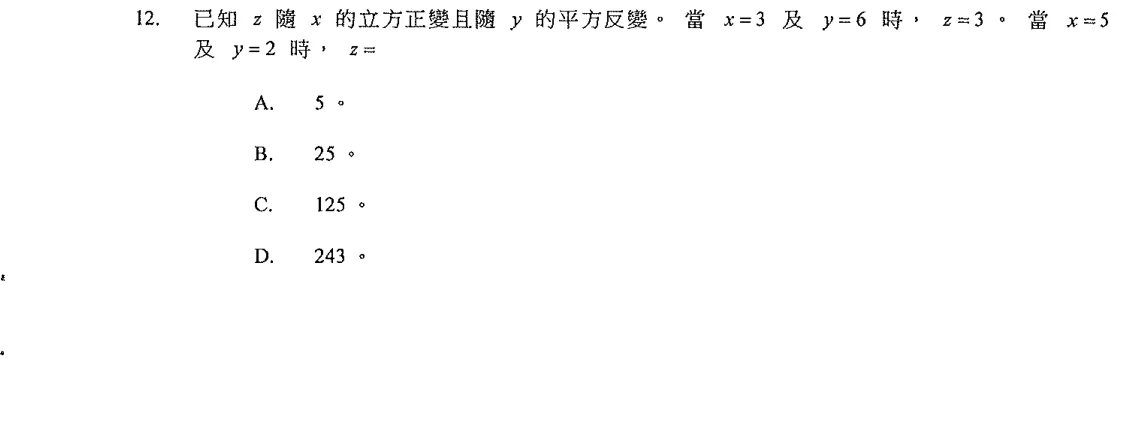 12. 已知 z 隨 x 的立方正變且隨 y 的平方反變。當 x=3 及 y=6 時，z=3。當 x=5
及 y=2 時，z=
A. 5。
B. 25。
C. 125。
D. 243。